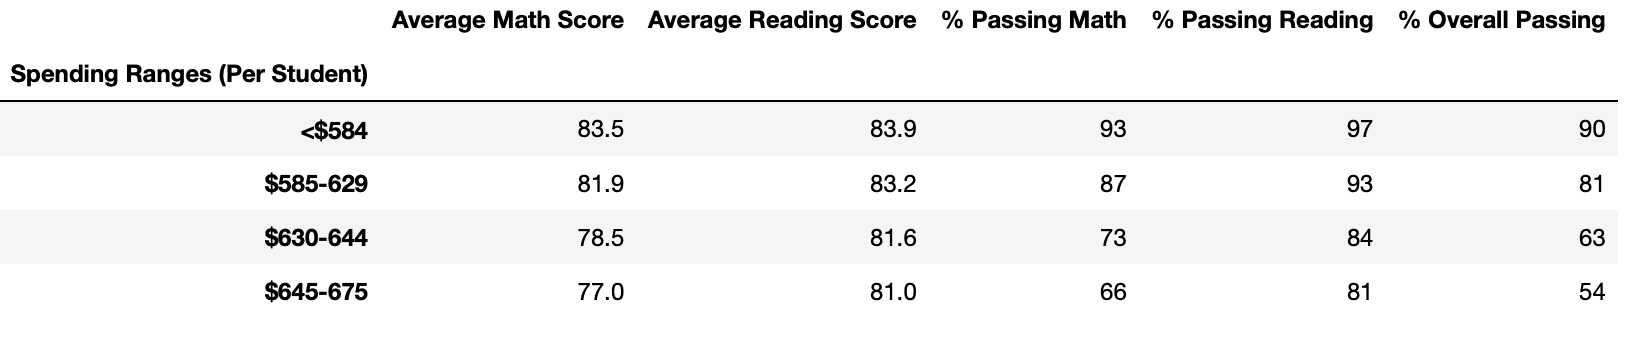 Average Math Score Average Reading Score % Passing Math % Passing Reading % Overall Passing
Spending Ranges (Per Student)
<$584 83.5 83.9 93 97 90
$585-629 81.9 83.2 87 93 81
$630-644 78.5 81.6 73 84 63
$645-675 77.0 81.0 66 81 54